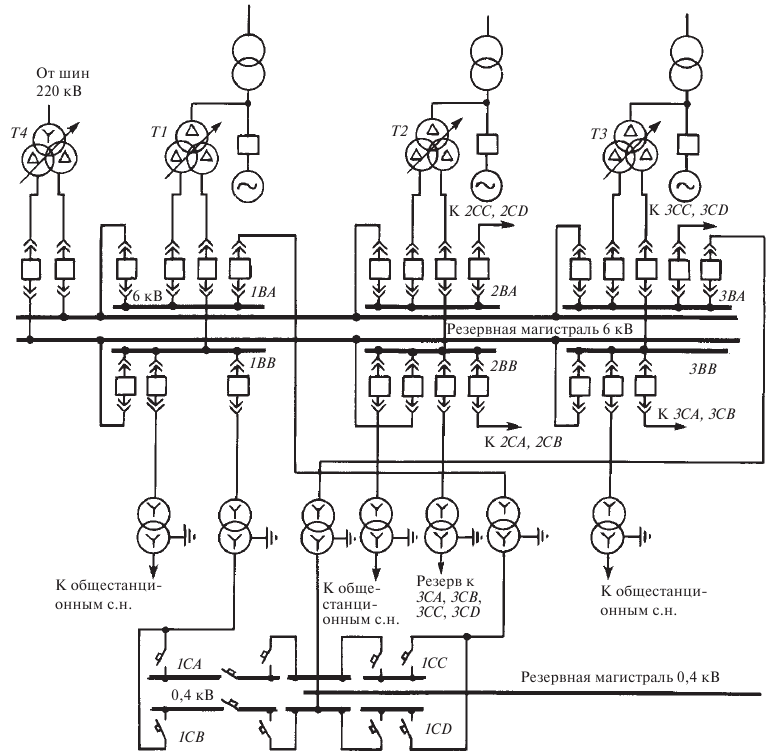 От шин
220 кВ
T4
T1
T2
T3
К 2CC, 2CD
К 3CC, 3CD
6 кВ
1BA
2BA
3BA
Резервная магистраль 6 кВ
1BB
2BB
3BB
К 2CA, 2CB
К 3CA, 3CB
К общестанци-
онным с.н.
К обще-
станци-
онным с.н.
Резерв к
3CA, 3CB,
3CC, 3CD
К общестанци-
онным с.н.
1CA
1CC
0,4 кВ
Резервная магистраль 0,4 кВ
1CB
1CD